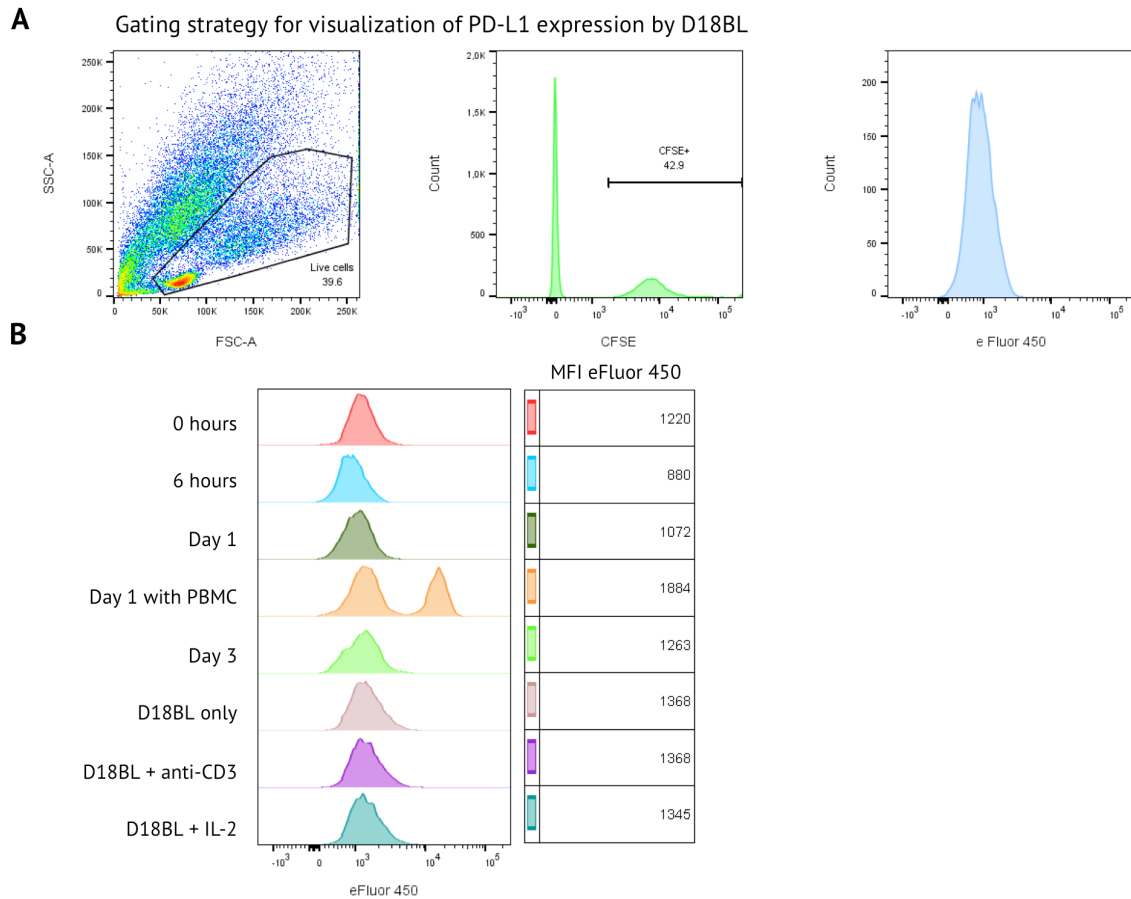 A
Gating strategy for visualization of PD-L1 expression by D18BL
SSC-A
250K
200K
150K
100K
50K
0
Live cells
39.6
0 50K 100K 150K 200K 250K
FSC-A
Count
2,0K
1,5K
1,0K
500
0
CFSE+
42.9
-10³ 0 10³ 10⁴ 10⁵
CFSE
Count
200
150
100
50
0
-10³ 0 10³ 10⁴ 10⁵
e Fluor 450
B
MFI eFluor 450
0 hours 1220
6 hours 880
Day 1 1072
Day 1 with PBMC 1884
Day 3 1263
D18BL only 1368
D18BL + anti-CD3 1368
D18BL + IL-2 1345
-10³ 0 10³ 10⁴ 10⁵
eFluor 450